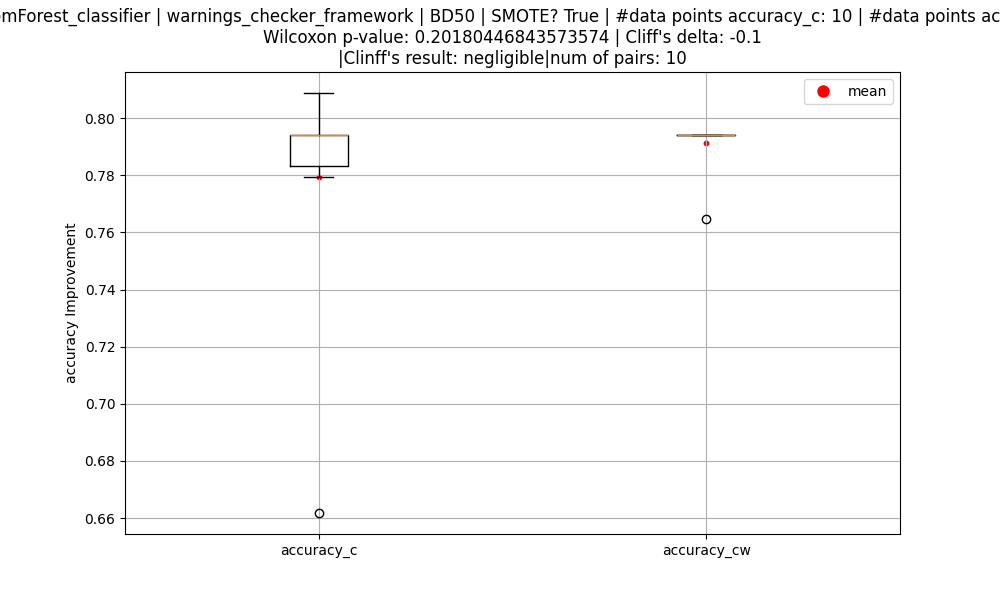 mForest_classifier | warnings_checker_framework | BD50 | SMOTE? True | #data points accuracy_c: 10 | #data points ac
Wilcoxon p-value: 0.20180446843573574 | Cliff's delta: -0.1
|Clinff's result: negligible|num of pairs: 10
mean
0.80
0.78
0.76
0.74
0.72
0.70
0.68
0.66
accuracy Improvement
accuracy_c
accuracy_cw